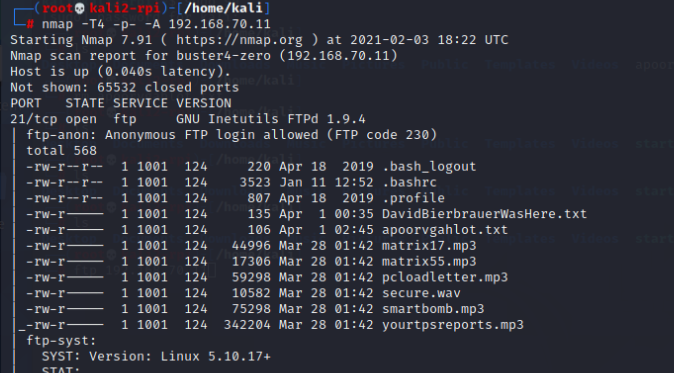 (root💀kali2-rpi)-[/home/kali]
# nmap -T4 -p- -A 192.168.70.11
Starting Nmap 7.91 ( https://nmap.org ) at 2021-02-03 18:22 UTC
Nmap scan report for buster4-zero (192.168.70.11)
Host is up (0.040s latency).
Not shown: 65532 closed ports
PORT STATE SERVICE VERSION
21/tcp open ftp GNU Inetutils FTPd 1.9.4
| ftp-anon: Anonymous FTP login allowed (FTP code 230)
| total 568
| -rw-r--r-- 1 1001 124 220 Apr 18 2019 .bash_logout
| -rw-r--r-- 1 1001 124 3523 Jan 11 12:52 .bashrc
| -rw-r--r-- 1 1001 124 807 Apr 18 2019 .profile
| -rw-r----- 1 1001 124 135 Apr 1 00:35 DavidBierbrauerWasHere.txt
| -rw-r----- 1 1001 124 106 Apr 1 02:45 apoorvgahlot.txt
| -rw-r----- 1 1001 124 44996 Mar 28 01:42 matrix17.mp3
| -rw-r----- 1 1001 124 17306 Mar 28 01:42 matrix55.mp3
| -rw-r----- 1 1001 124 59298 Mar 28 01:42 pcloadletter.mp3
| -rw-r----- 1 1001 124 10582 Mar 28 01:42 secure.wav
| -rw-r----- 1 1001 124 75298 Mar 28 01:42 smartbomb.mp3
|_-rw-r----- 1 1001 124 342204 Mar 28 01:42 yourtpsreports.mp3
| ftp-syst:
| SYST: Version: Linux 5.10.17+
| STAT: